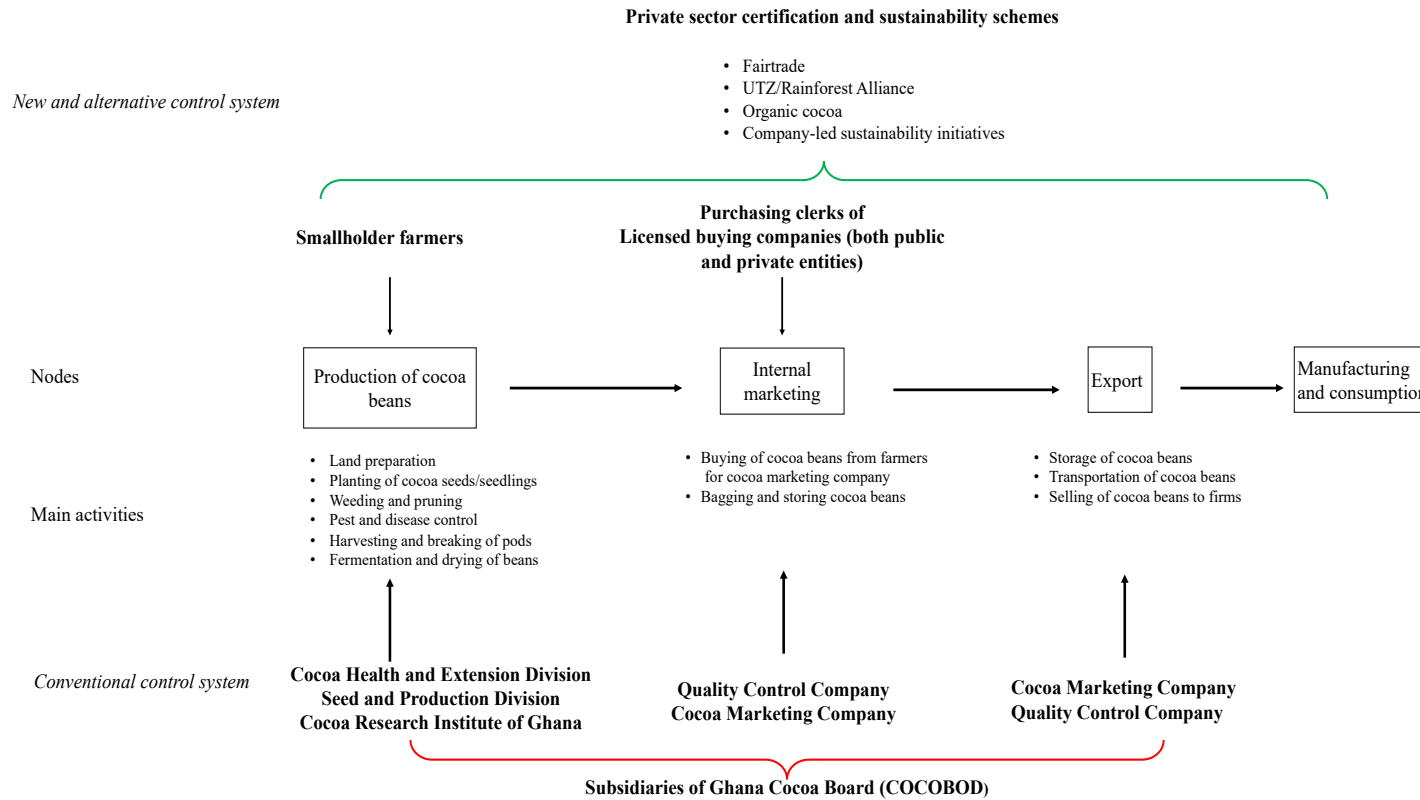 Private sector certification and sustainability schemes
• Fairtrade
• UTZ/Rainforest Alliance
• Organic cocoa
• Company-led sustainability initiatives
New and alternative control system
Smallholder farmers
Purchasing clerks of
Licensed buying companies (both public
and private entities)
Nodes
Production of cocoa
beans
Internal
marketing
Export
Manufacturing
and consumption
Main activities
• Land preparation
• Planting of cocoa seeds/seedlings
• Weeding and pruning
• Pest and disease control
• Harvesting and breaking of pods
• Fermentation and drying of beans
• Buying of cocoa beans from farmers
for cocoa marketing company
• Bagging and storing cocoa beans
• Storage of cocoa beans
• Transportation of cocoa beans
• Selling of cocoa beans to firms
Conventional control system
Cocoa Health and Extension Division
Seed and Production Division
Cocoa Research Institute of Ghana
Quality Control Company
Cocoa Marketing Company
Cocoa Marketing Company
Quality Control Company
Subsidiaries of Ghana Cocoa Board (COCOBOD)